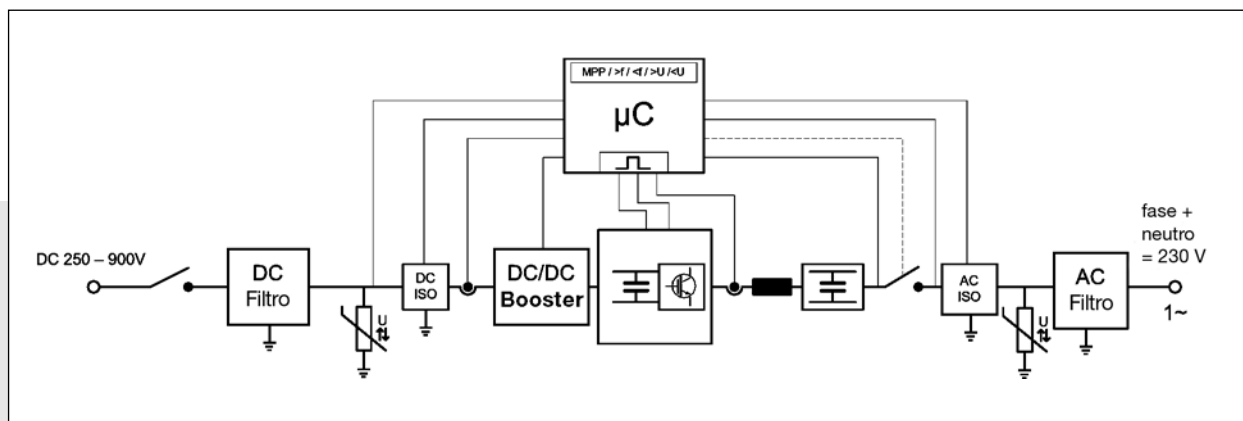 MPP / >f / <f / >U /<U
µC
DC 250 – 900V
DC
Filtro
U
DC
ISO
DC/DC
Booster
AC
ISO
U
AC
Filtro
fase +
neutro
= 230 V
1~